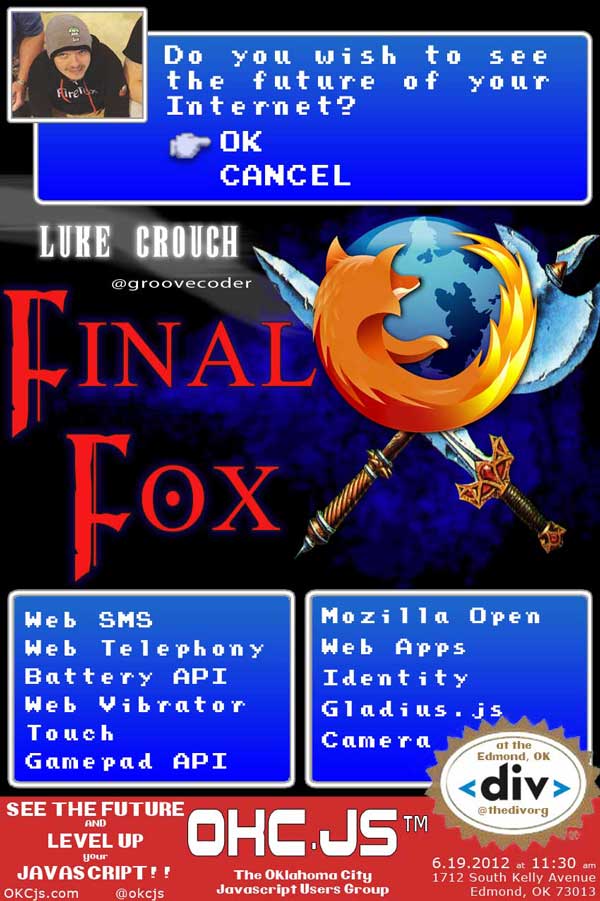 Do you wish to see
the future of your
Internet?
OK
CANCEL
Firefox
LUKE CROUCH
@groovecoder
FINAL
FOX
Web SMS
Web Telephony
Battery API
Web Vibrator
Touch
Gamepad API
Mozilla Open
Web Apps
Identity
Gladius.js
Camera
at the
Edmond, OK
<div>
@thedivorg
SEE THE FUTURE
AND
LEVEL UP
your
JAVASCRIPT!!
OKCjs.com @okcjs
OKC.JS™
The OKlahoma City
Javascript Users Group
6.19.2012 at 11:30 am
1712 South Kelly Avenue
Edmond, OK 73013